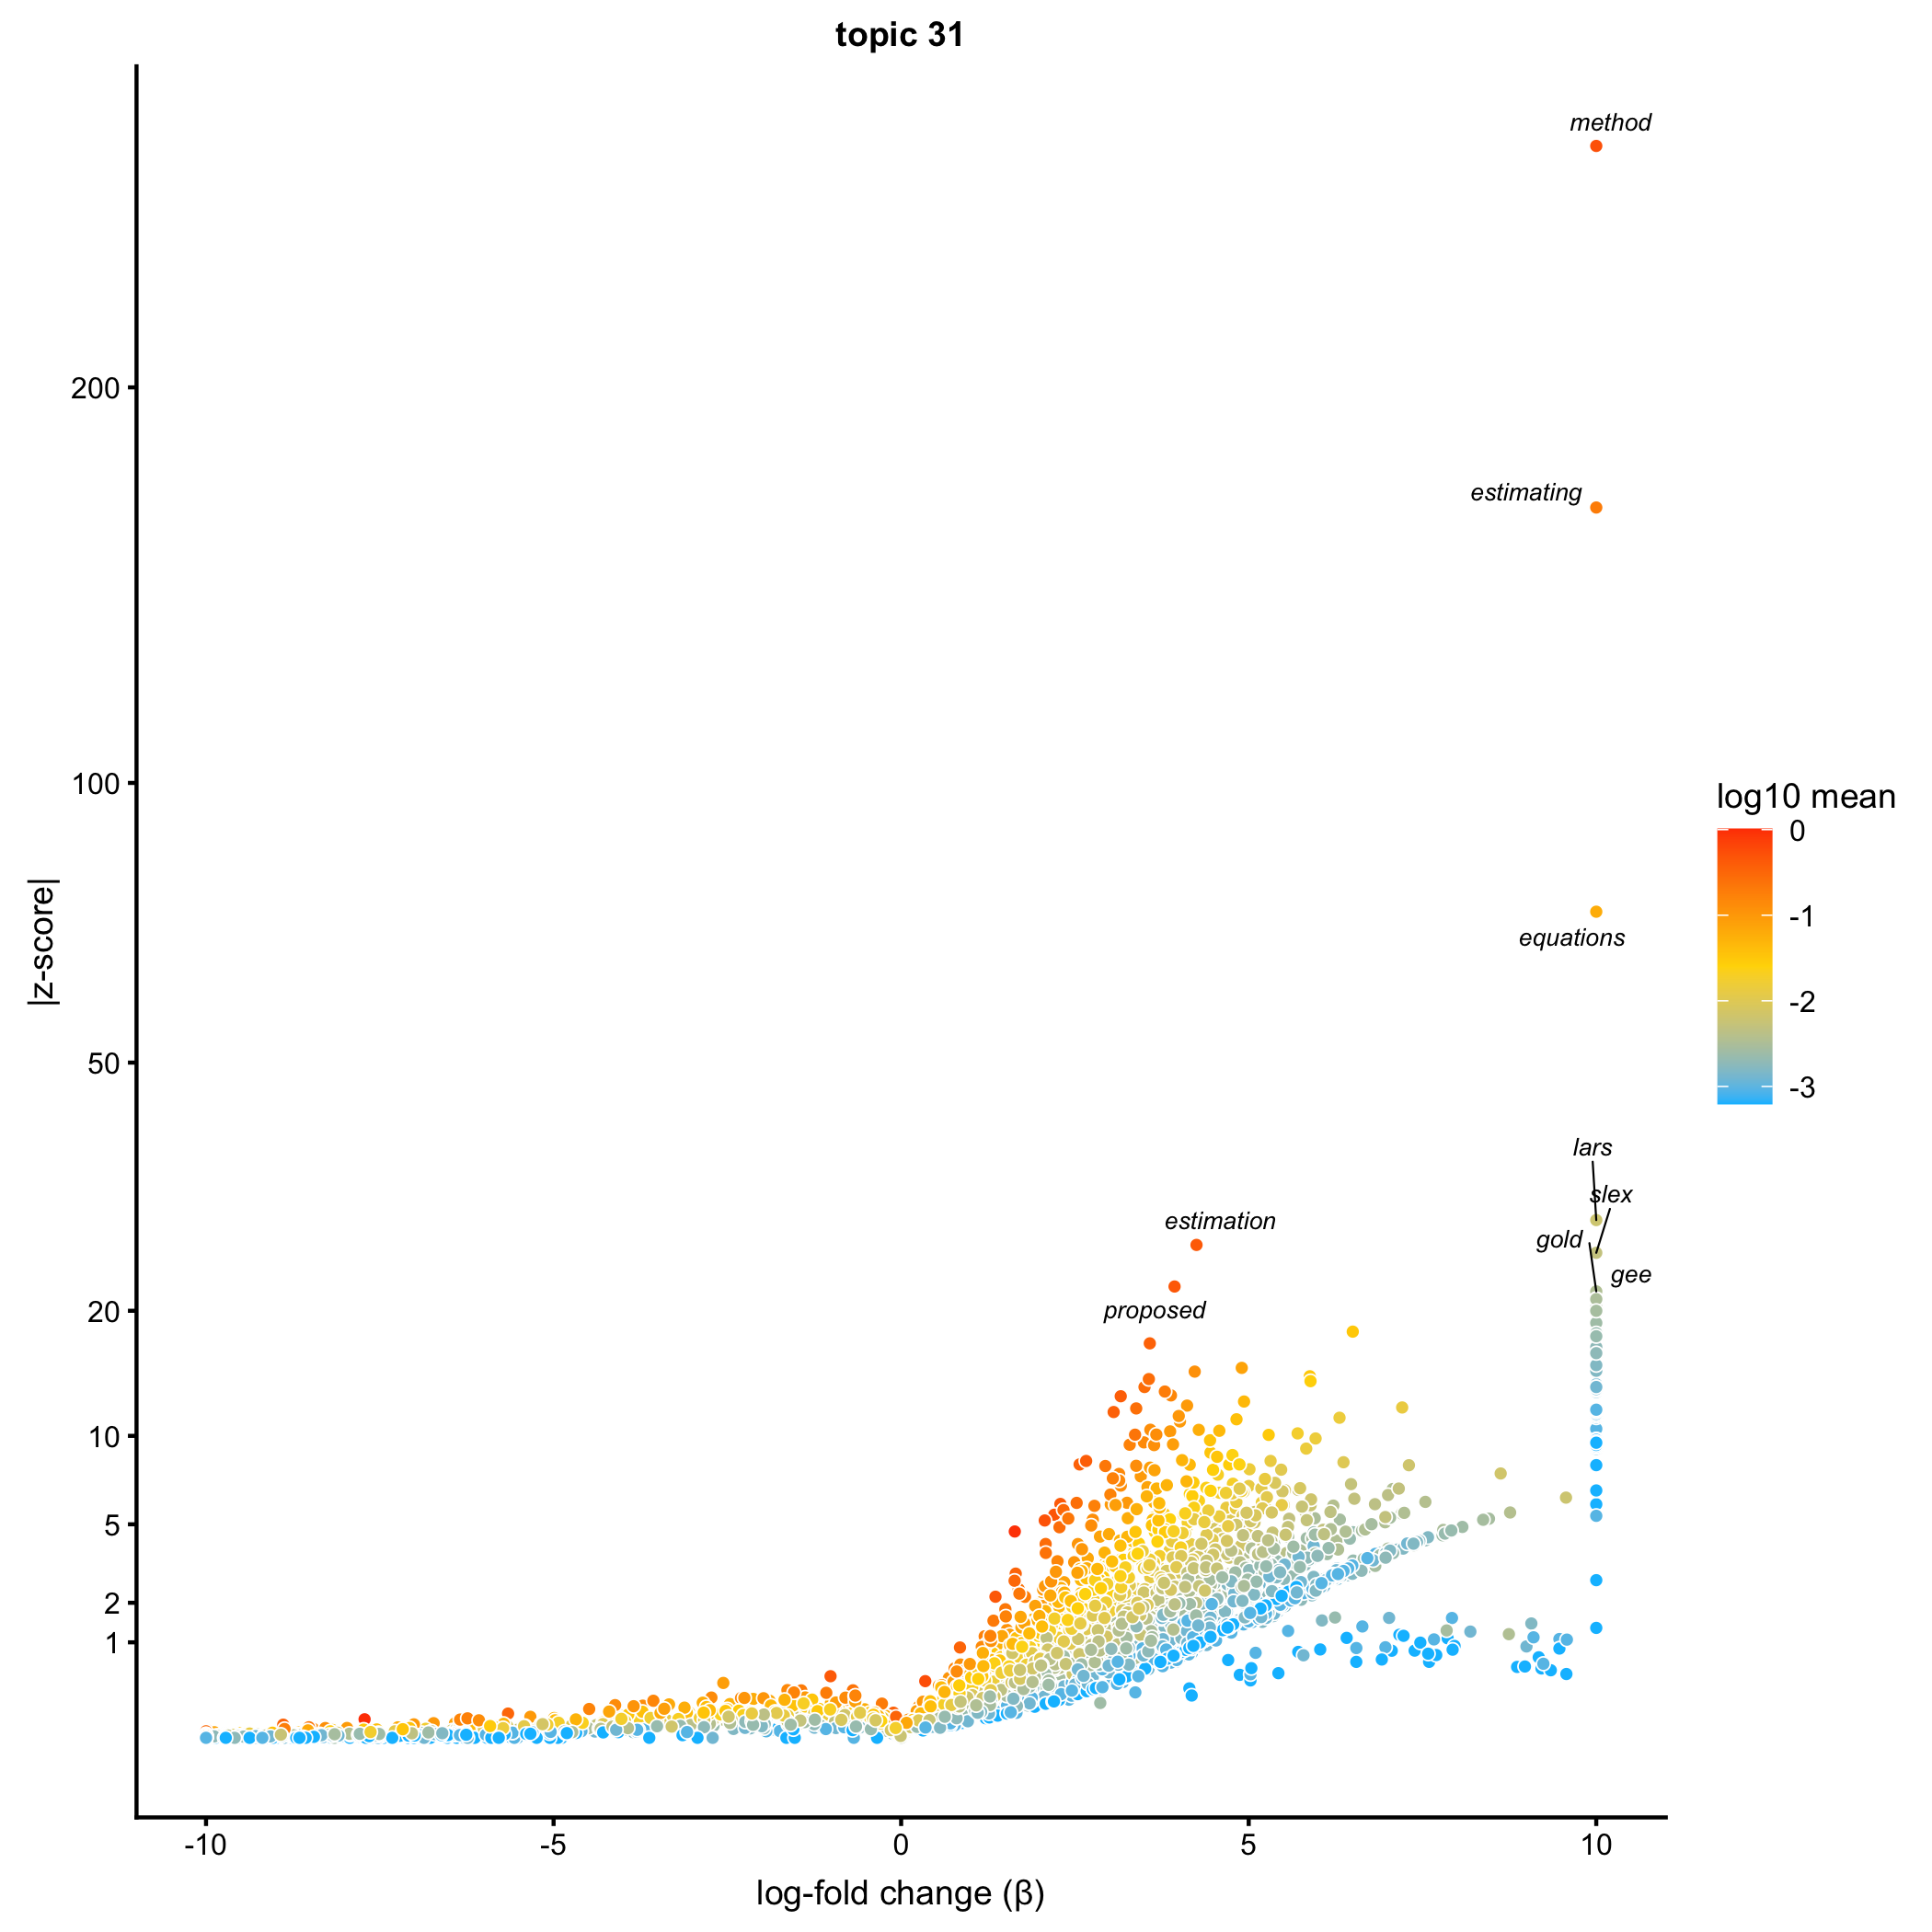 topic 31
method
200
estimating
100
log10 mean
0
|z-score|
equations
-1
-2
50
-3
lars
slex
estimation
gold
gee
20
proposed
10
5
2
1
-10
-5
0
5
10
log-fold change (β)